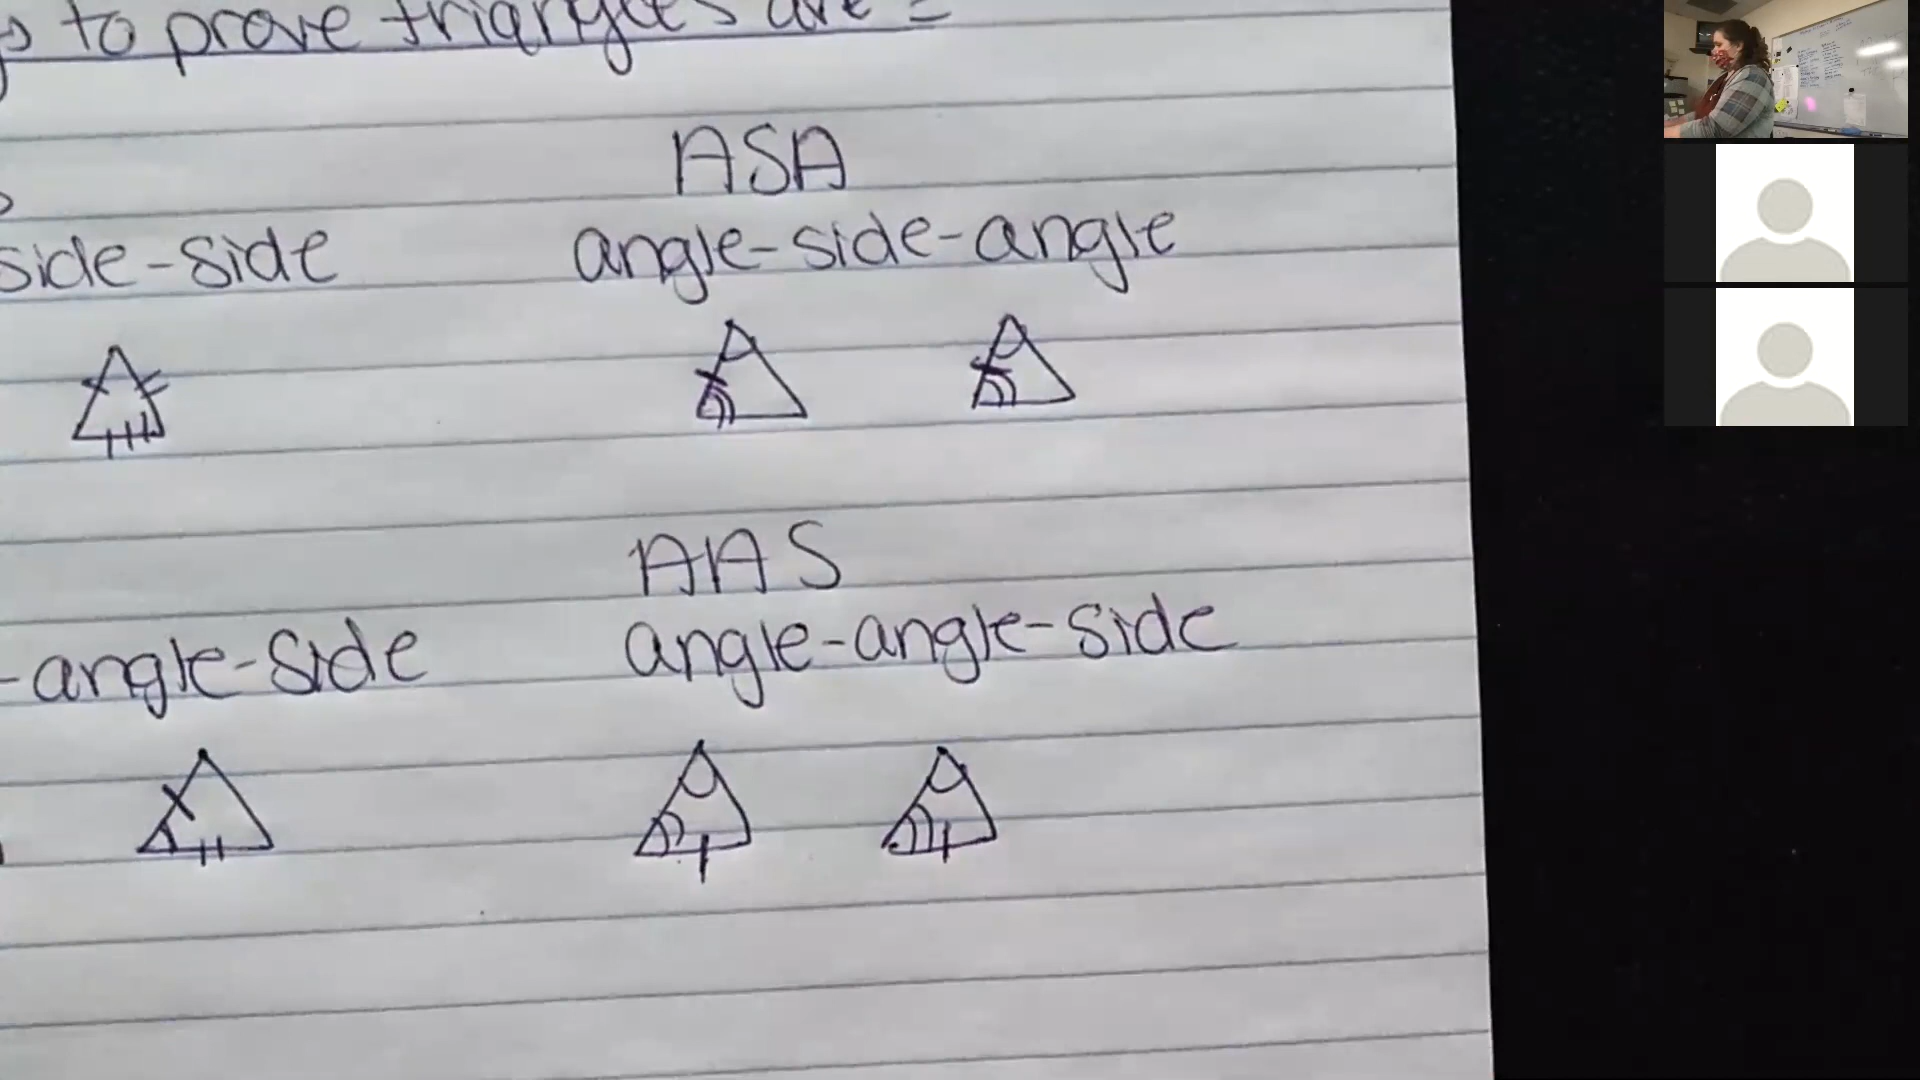 to prove triangles are =
ASA
side-side
angle-side-angle
AAS
-angle-side
angle-angle-side